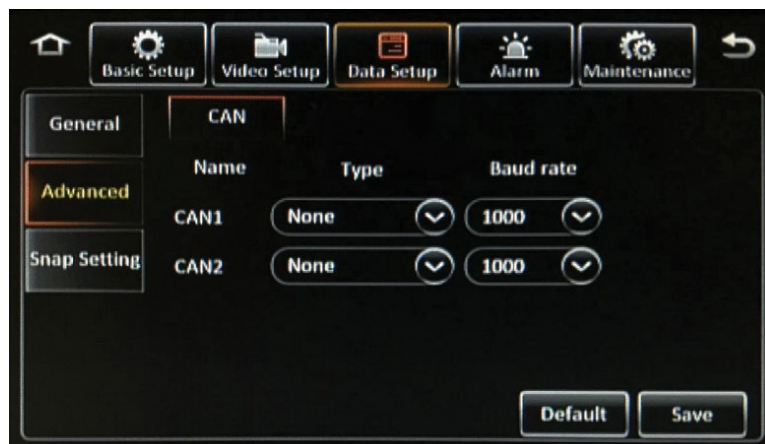 Basic Setup Video Setup Data Setup Alarm Maintenance
General CAN
Name Type Baud rate
Advanced
CAN1 None 1000
Snap Setting CAN2 None 1000
Default Save